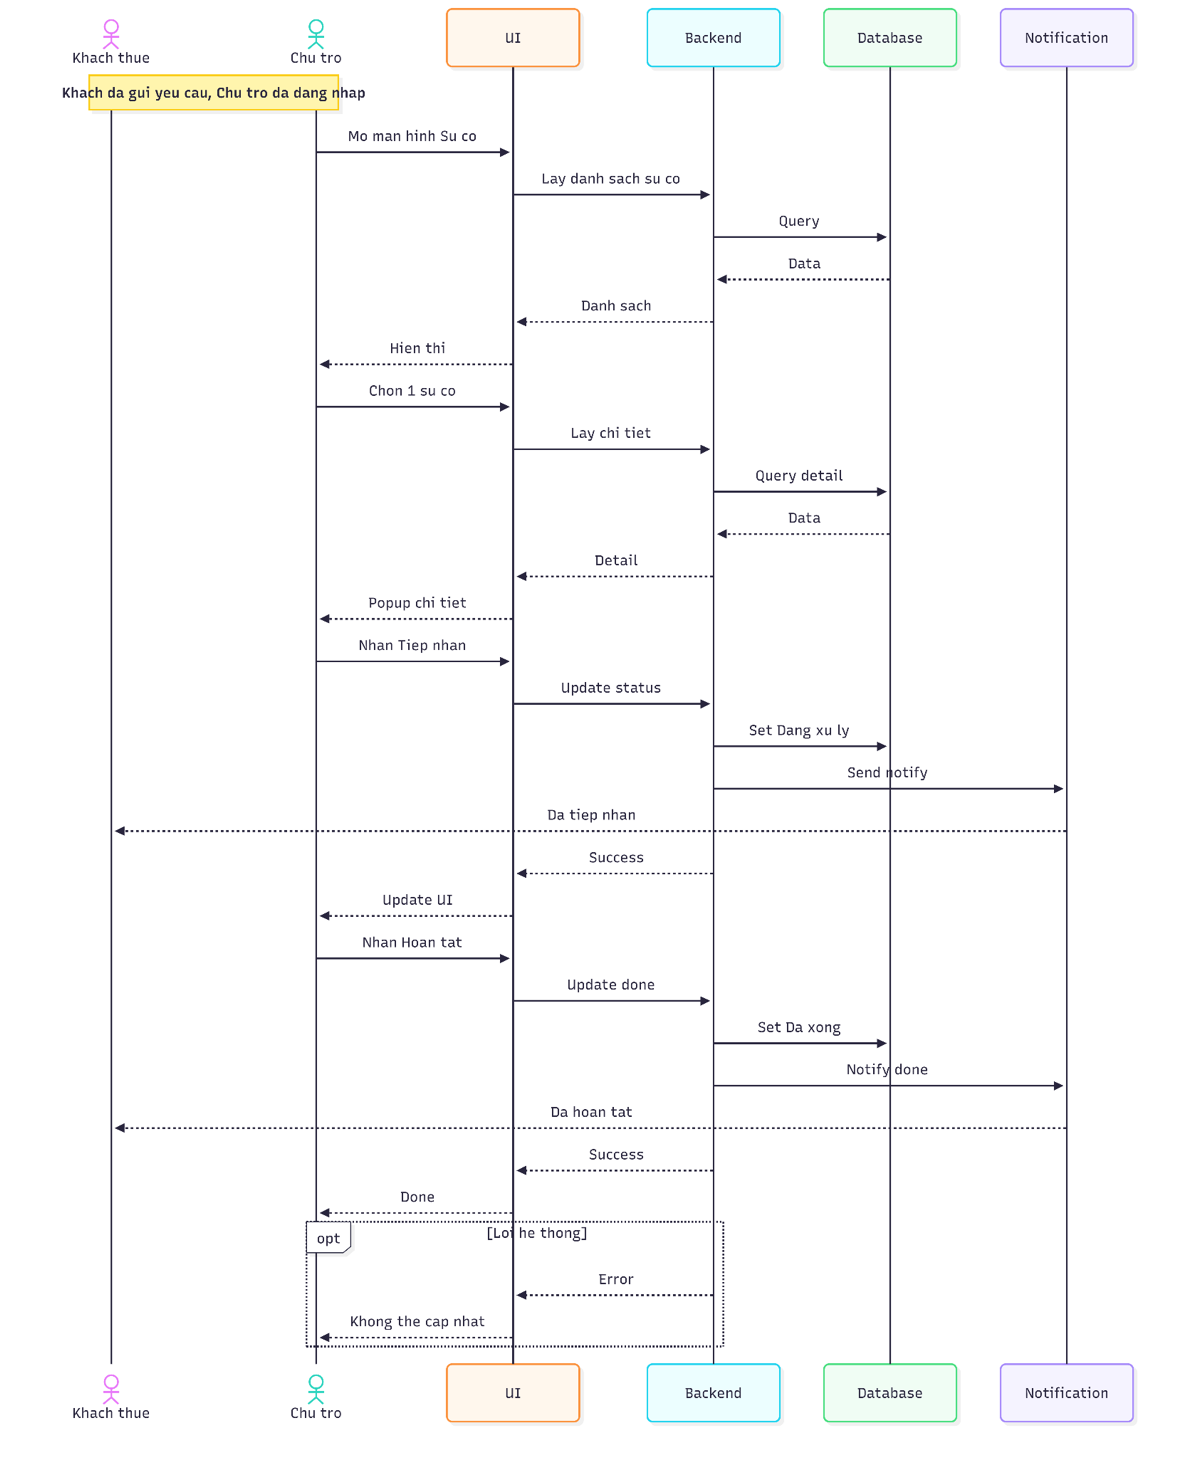 Khach thue
Chu tro
UI
Backend
Database
Notification
Khach da gui yeu cau, Chu tro da dang nhap
Mo man hinh Su co
Lay danh sach su co
Query
Data
Danh sach
Hien thi
Chon 1 su co
Lay chi tiet
Query detail
Data
Detail
Popup chi tiet
Nhan Tiep nhan
Update status
Set Dang xu ly
Send notify
Da tiep nhan
Success
Update UI
Nhan Hoan tat
Update done
Set Da xong
Notify done
Da hoan tat
Success
Done
opt
[Loi he thong]
Error
Khong the cap nhat
Khach thue
Chu tro
UI
Backend
Database
Notification